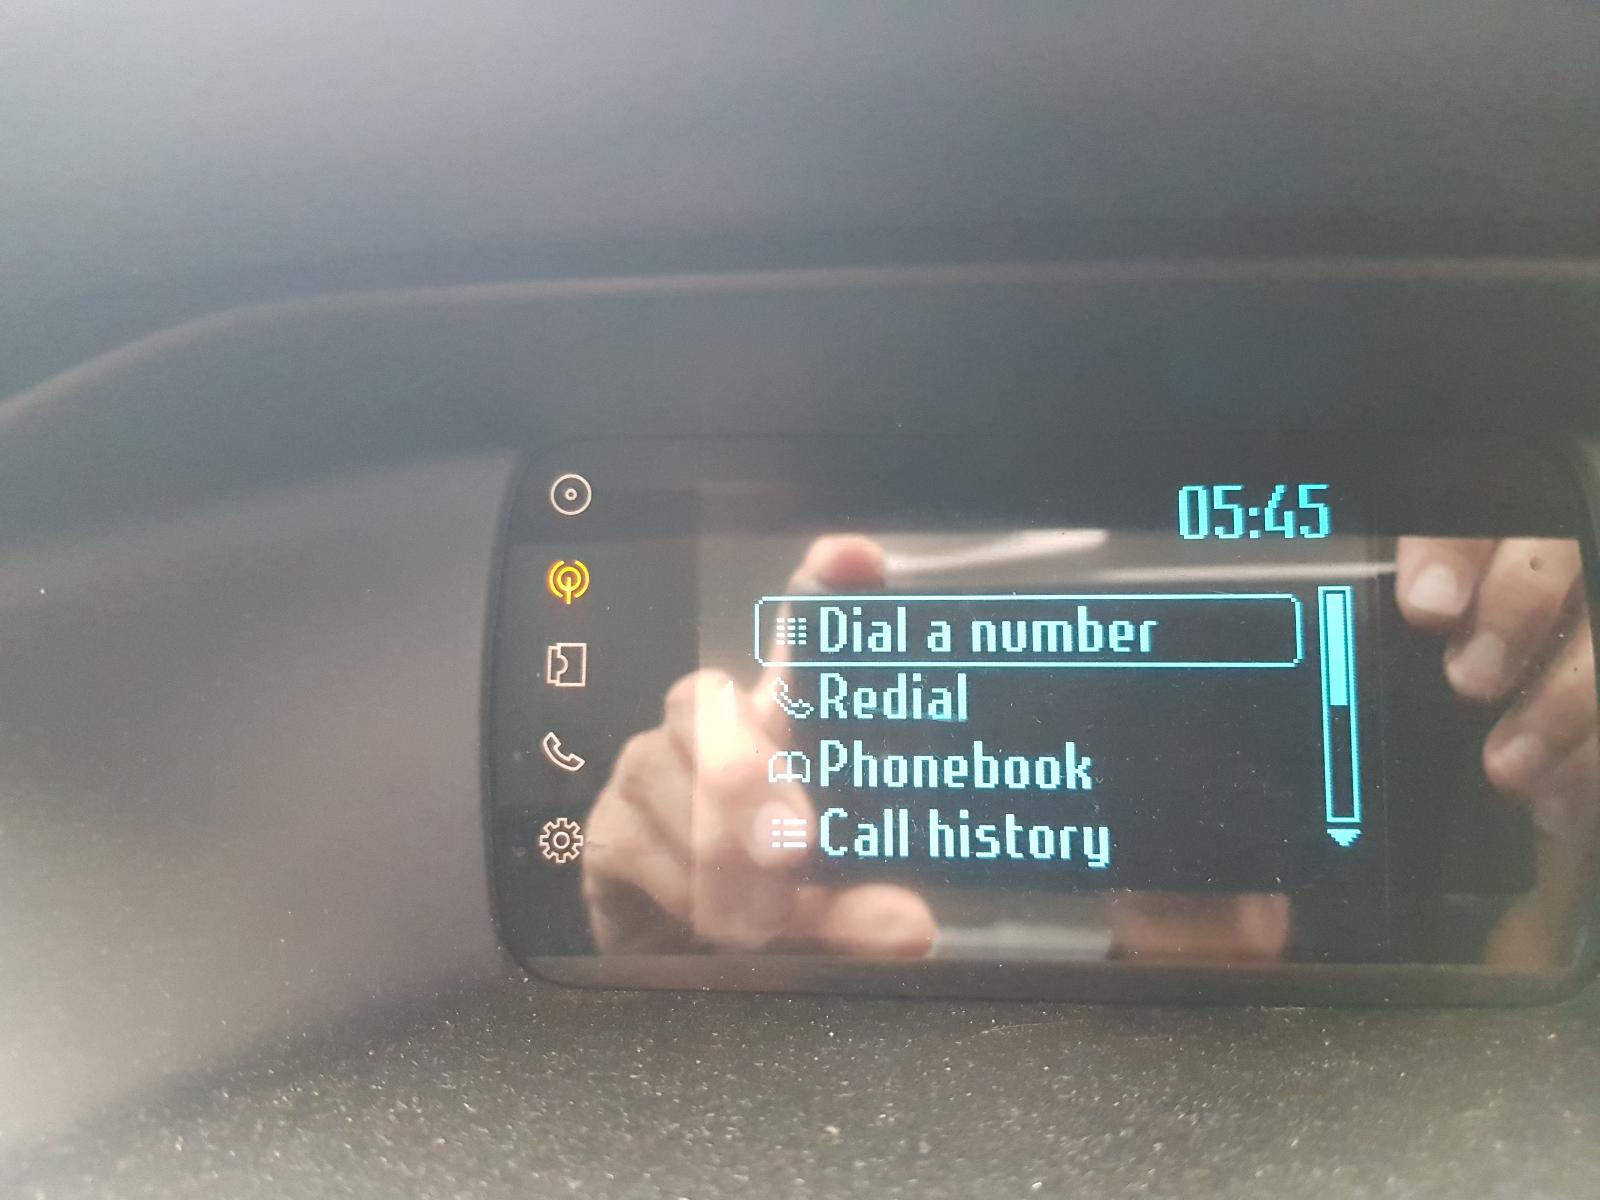 05:45
Dial a number
Redial
Phonebook
Call history